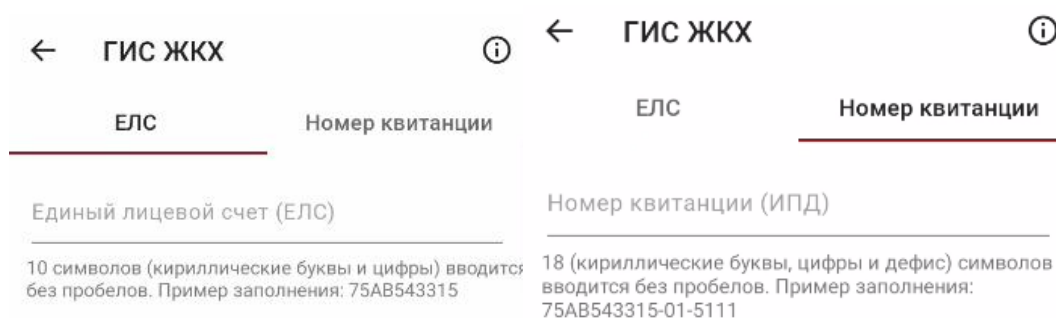 ГИС ЖКХ
ЕЛС
Номер квитанции
Единый лицевой счет (ЕЛС)
10 символов (кириллические буквы и цифры) вводится
без пробелов. Пример заполнения: 75АВ543315
ГИС ЖКХ
ЕЛС
Номер квитанции
Номер квитанции (ИПД)
18 (кириллические буквы, цифры и дефис) символов
вводится без пробелов. Пример заполнения:
75АВ543315-01-5111